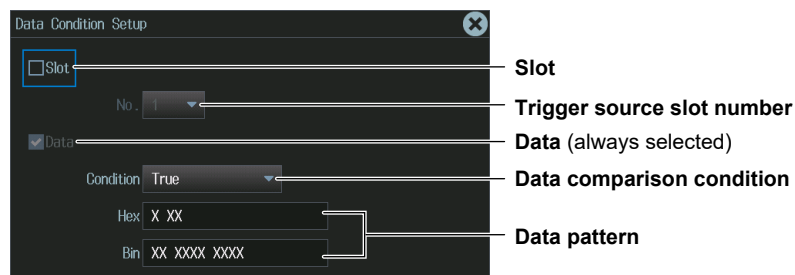 Data Condition Setup
Slot
Slot
No. 1
Trigger source slot number
Data
Data (always selected)
Condition True
Data comparison condition
Hex X XX
Data pattern
Bin XX XXXX XXXX